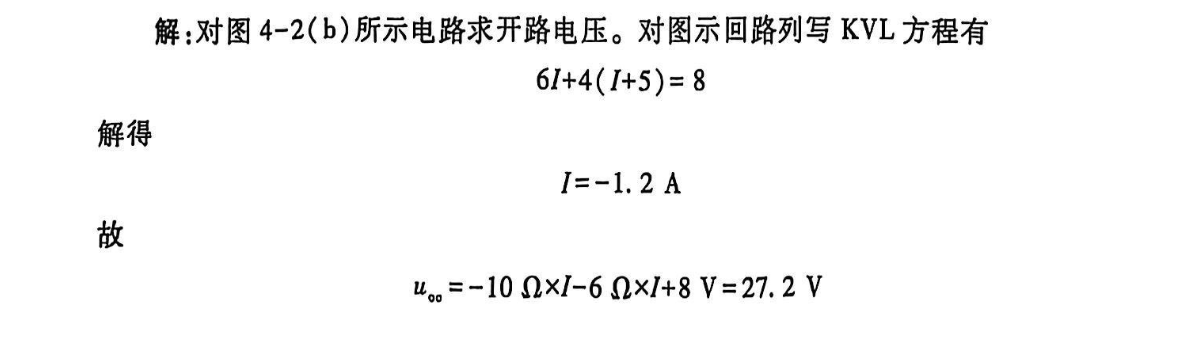 解:对图 4-2(b)所示电路求开路电压。对图示回路列写 KVL 方程有
6I+4(I+5)= 8
解得
I=-1.2 A
故
u_oc =-10 Ω×I-6 Ω×I+8 V=27.2 V